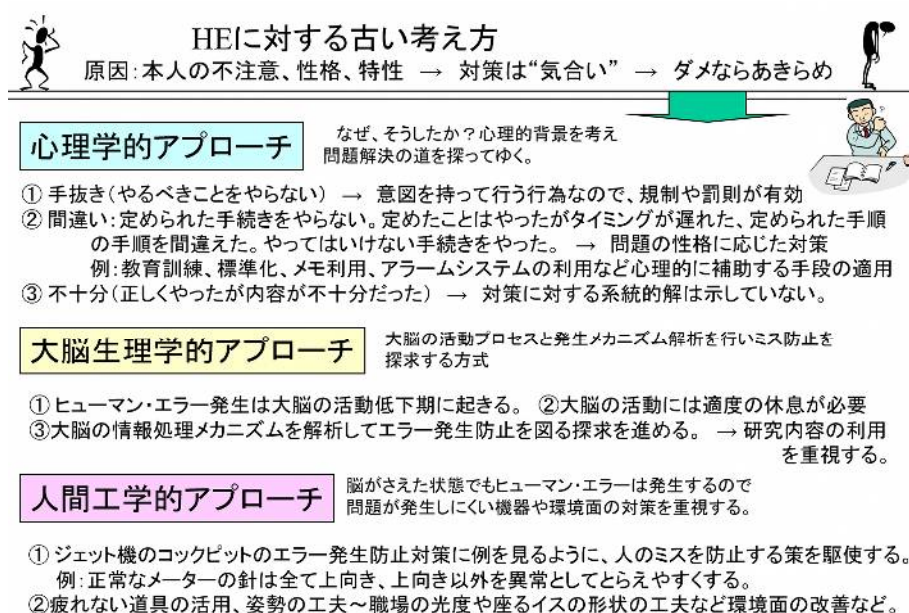 HEに対する古い考え方
原因:本人の不注意、性格、特性 → 対策は“気合い” → ダメならあきらめ
心理学的アプローチ
なぜ、そうしたか?心理的背景を考え
問題解決の道を探ってゆく。
① 手抜き(やるべきことをやらない) → 意図を持って行う行為なので、規制や罰則が有効
② 間違い:定められた手続きをやらない。定めたことはやったがタイミングが遅れた、定められた手順
の手順を間違えた。やってはいけない手続きをやった。 → 問題の性格に応じた対策
例:教育訓練、標準化、メモ利用、アラームシステムの利用など心理的に補助する手段の適用
③ 不十分(正しくやったが内容が不十分だった) → 対策に対する系統的解は示していない。
大脳生理学的アプローチ
大脳の活動プロセスと発生メカニズム解析を行いミス防止を
探求する方式
① ヒューマン・エラー発生は大脳の活動低下期に起きる。 ②大脳の活動には適度の休息が必要
③大脳の情報処理メカニズムを解析してエラー発生防止を図る探求を進める。 → 研究内容の利用
を重視する。
人間工学的アプローチ
脳がさえた状態でもヒューマン・エラーは発生するので
問題が発生しにくい機器や環境面の対策を重視する。
① ジェット機のコックピットのエラー発生防止対策に例を見るように、人のミスを防止する策を駆使する。
例:正常なメーターの針は全て上向き、上向き以外を異常としてとらえやすくする。
②疲れない道具の活用、姿勢の工夫~職場の光度や座るイスの形状の工夫など環境面の改善など。